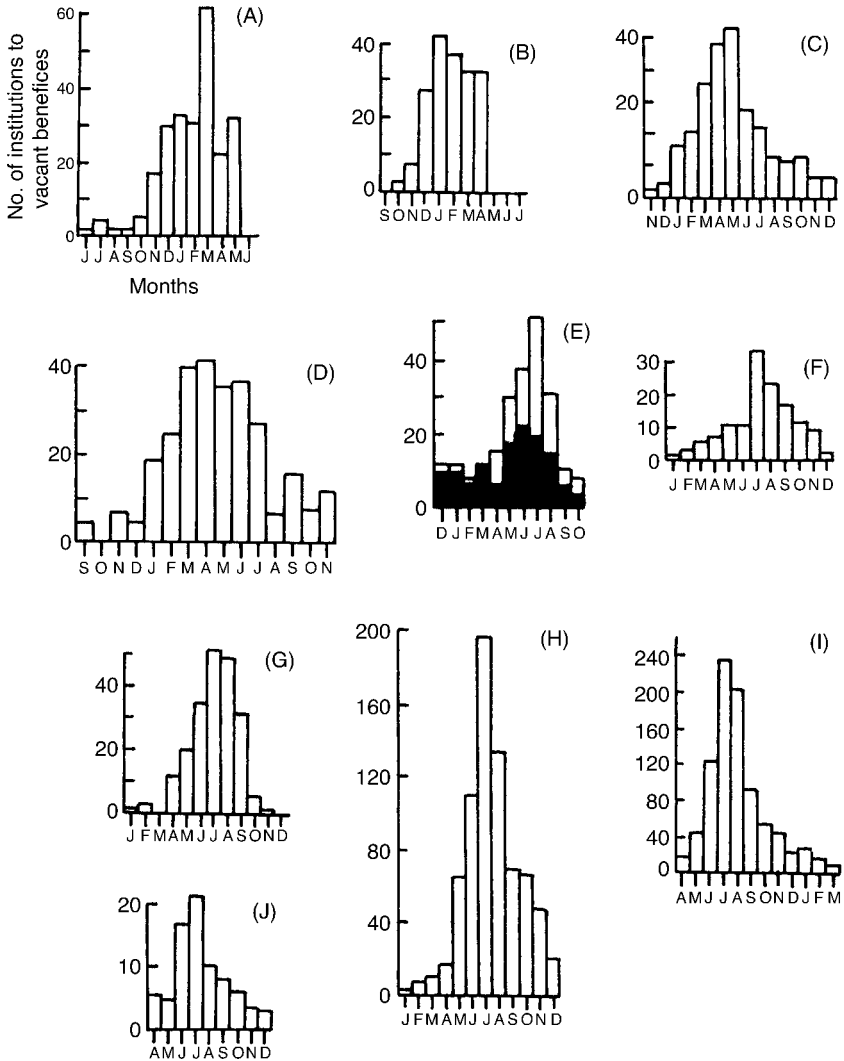 No. of institutions to
vacant benefices
60
40
20
0
J J A S O N D J F M A M J
Months
(A)
40
20
0
S O N D J F M A M J J
(B)
40
20
0
N D J F M A M J J A S O N D
(C)
40
20
0
S O N D J F M A M J J A S O N
(D)
40
20
0
D J F M A M J J A S O
(E)
30
20
10
0
J F M A M J J A S O N D
(F)
40
20
0
J F M A M J J A S O N D
(G)
200
160
120
80
40
0
J F M A M J J A S O N D
(H)
240
200
160
120
80
40
0
A M J J A S O N D J F M
(I)
20
10
0
A M J J A S O N D
(J)